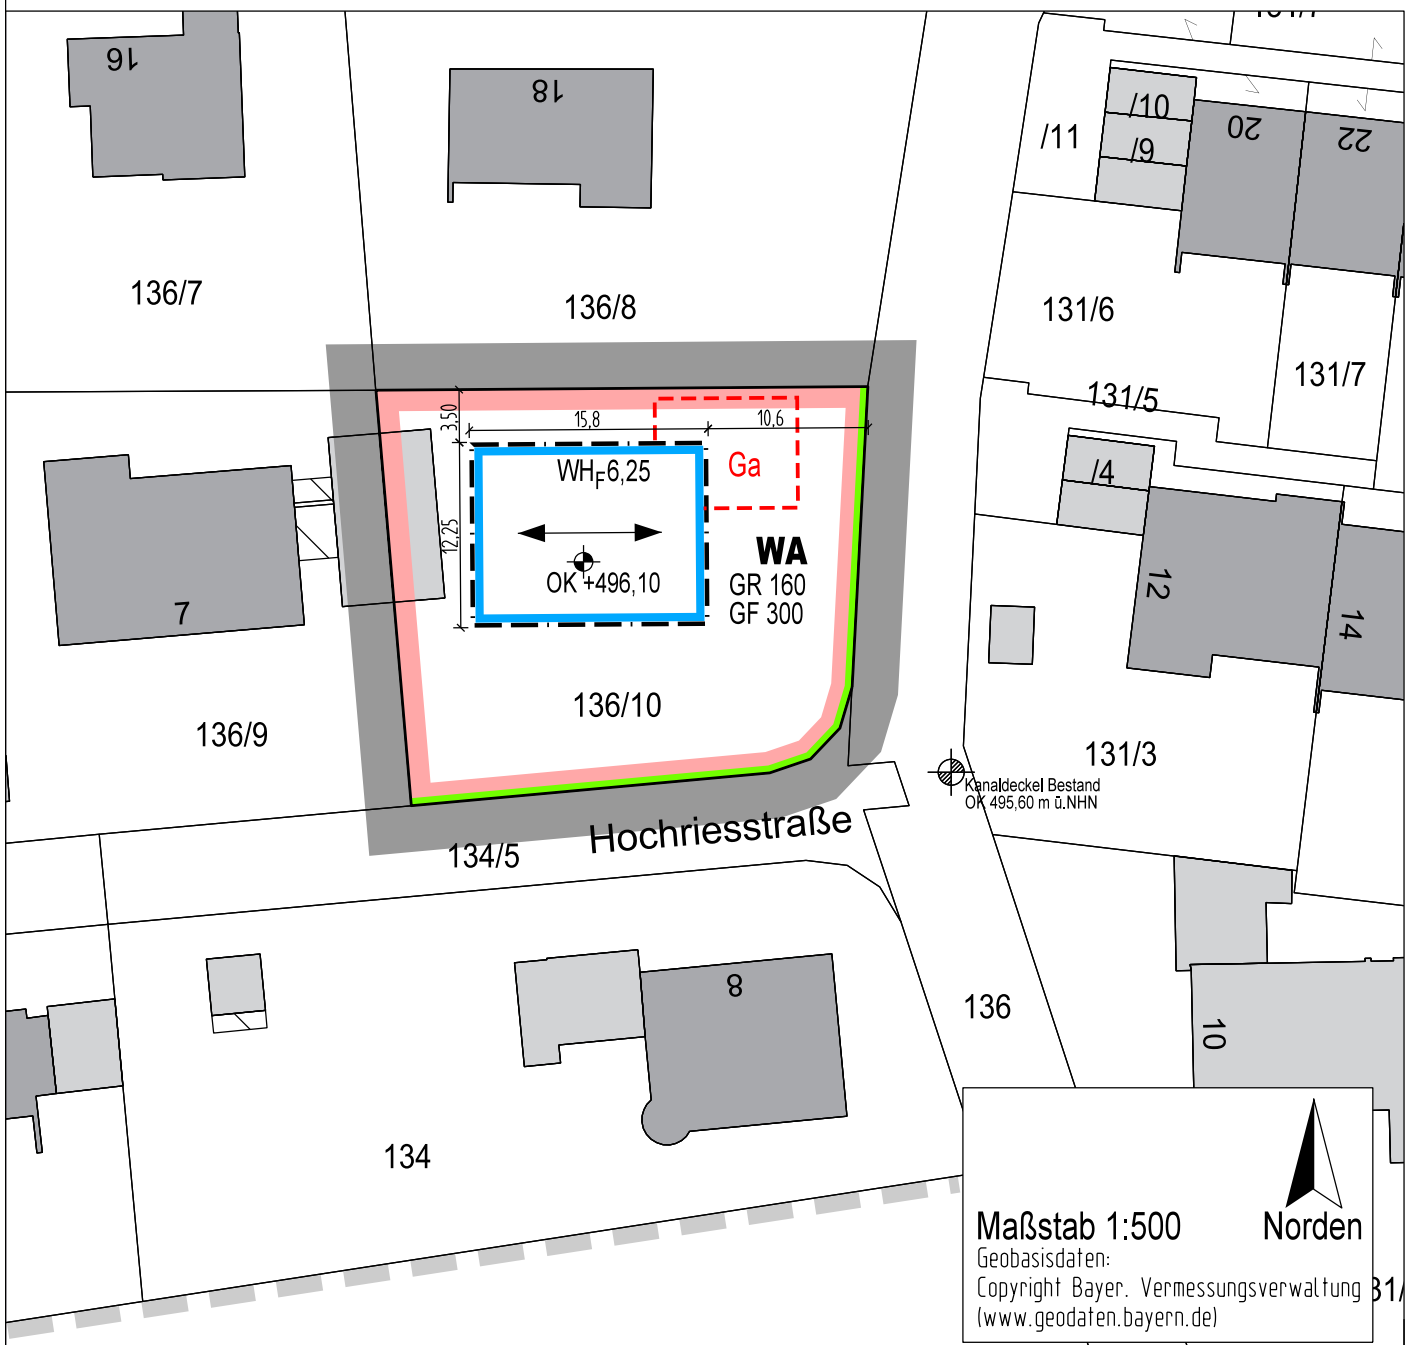 16
18
/10
/9
/11
20
22
136/7
136/8
131/6
131/7
131/5
3,50
15,8
10,6
WHF6,25
Ga
/4
12,25
WA
OK +496,10
GR 160
GF 300
7
12
14
136/10
136/9
131/3
Kanaldeckel Bestand
OK 495,60 m ü.NHN
Hochriesstraße
134/5
8
136
10
134
Maßstab 1:500
Norden
Geobasisdaten:
Copyright Bayer. Vermessungsverwaltung
(www.geodaten.bayern.de)